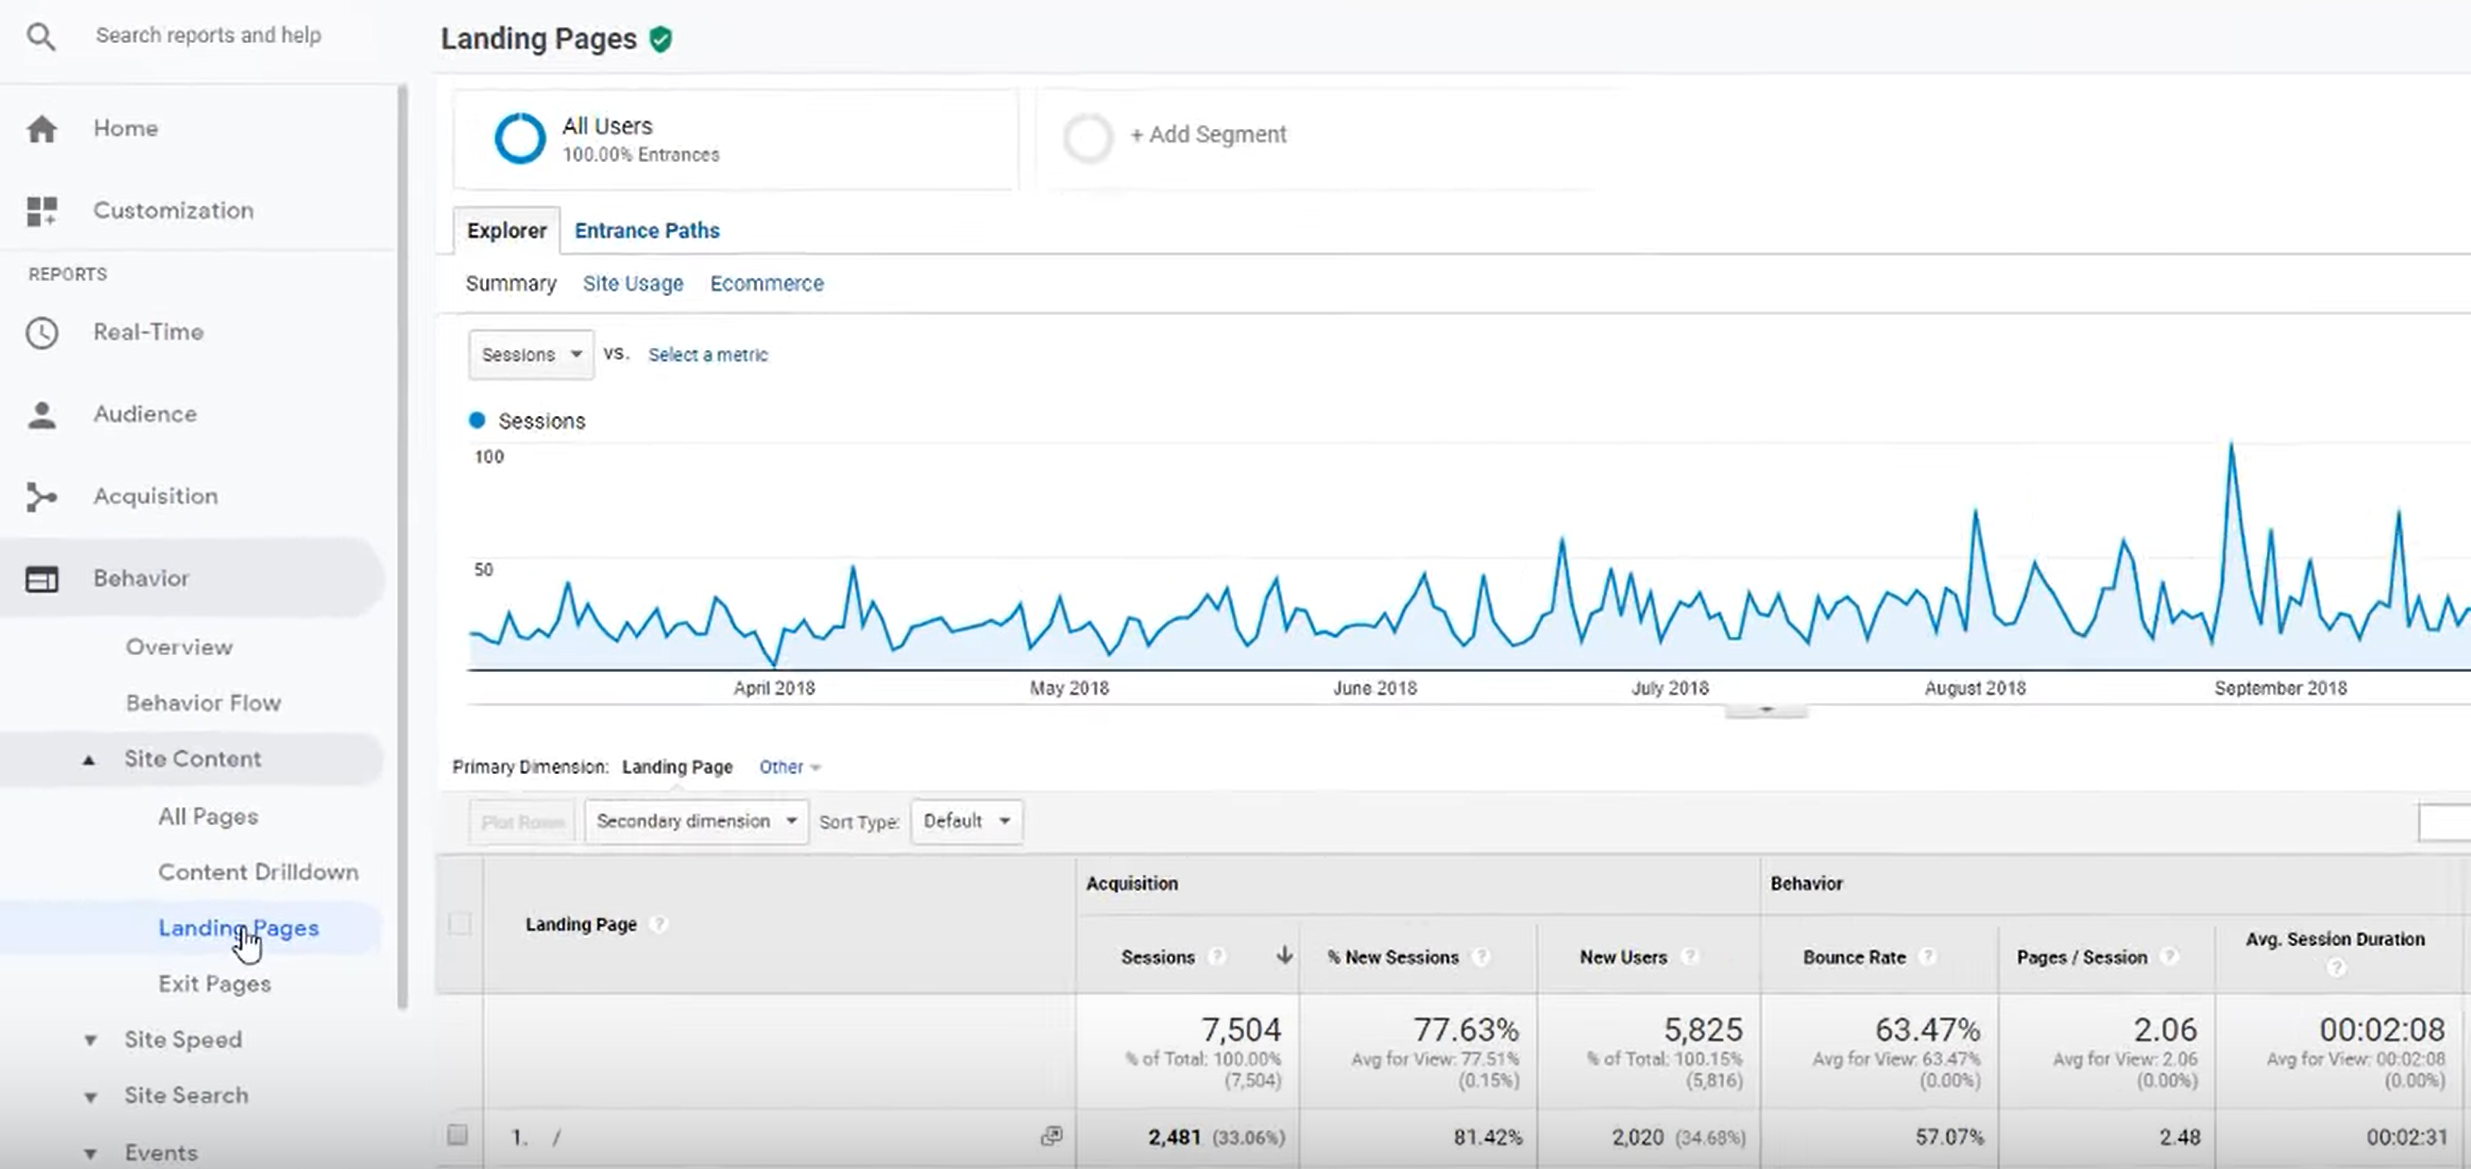 Search reports and help
Home
Customization
REPORTS
Real-Time
Audience
Acquisition
Behavior
Overview
Behavior Flow
Site Content
All Pages
Content Drilldown
Landing Pages
Exit Pages
Site Speed
Site Search
Events
Landing Pages
All Users
100.00% Entrances
+ Add Segment
Explorer Entrance Paths
Summary Site Usage Ecommerce
Sessions VS. Select a metric
Sessions
100
50
April 2018 May 2018 June 2018 July 2018 August 2018 September 2018
Primary Dimension: Landing Page Other
Plot Rows Secondary dimension Sort Type: Default
Acquisition Behavior
Landing Page ?
Sessions ? % New Sessions ? New Users ? Bounce Rate ? Pages / Session ? Avg. Session Duration ?
7,504 77.63% 5,825 63.47% 2.06 00:02:08
% of Total: 100.00% Avg for View: 77.51% % of Total: 100.15% Avg for View: 63.47% Avg for View: 2.06 Avg for View: 00:02:08
(7,504) (0.15%) (5,816) (0.00%) (0.00%) (0.00%)
1. / 2,481 (33.06%) 81.42% 2,020 (34.68%) 57.07% 2.48 00:02:31